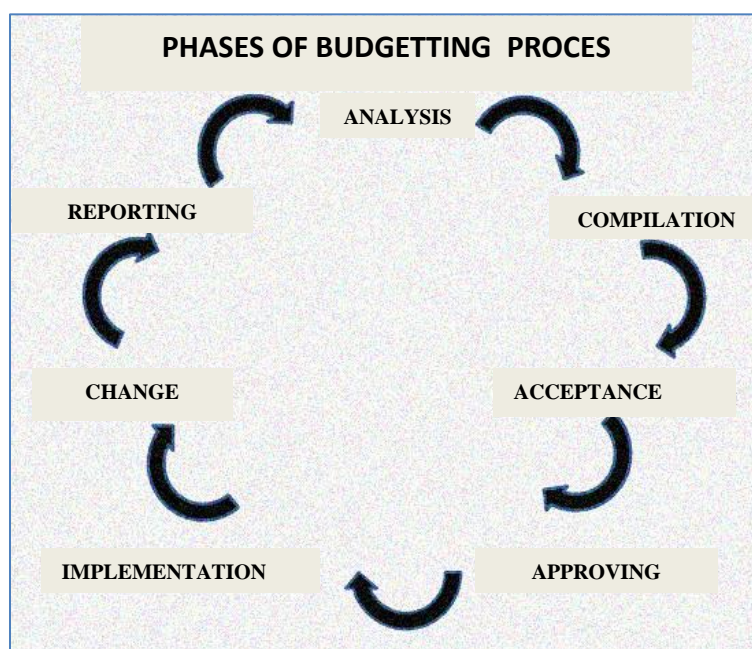 PHASES OF BUDGETTING PROCES
ANALYSIS
COMPILATION
ACCEPTANCE
APPROVING
IMPLEMENTATION
CHANGE
REPORTING